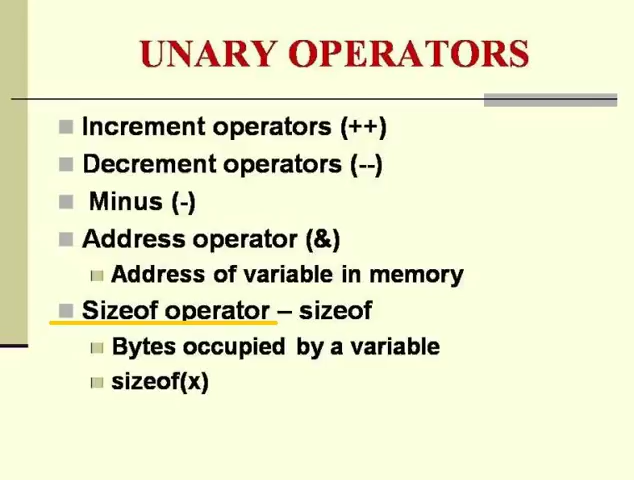 UNARY OPERATORS
Increment operators (++)
Decrement operators (--)
Minus (-)
Address operator (&)
Address of variable in memory
Sizeof operator – sizeof
Bytes occupied by a variable
sizeof(x)